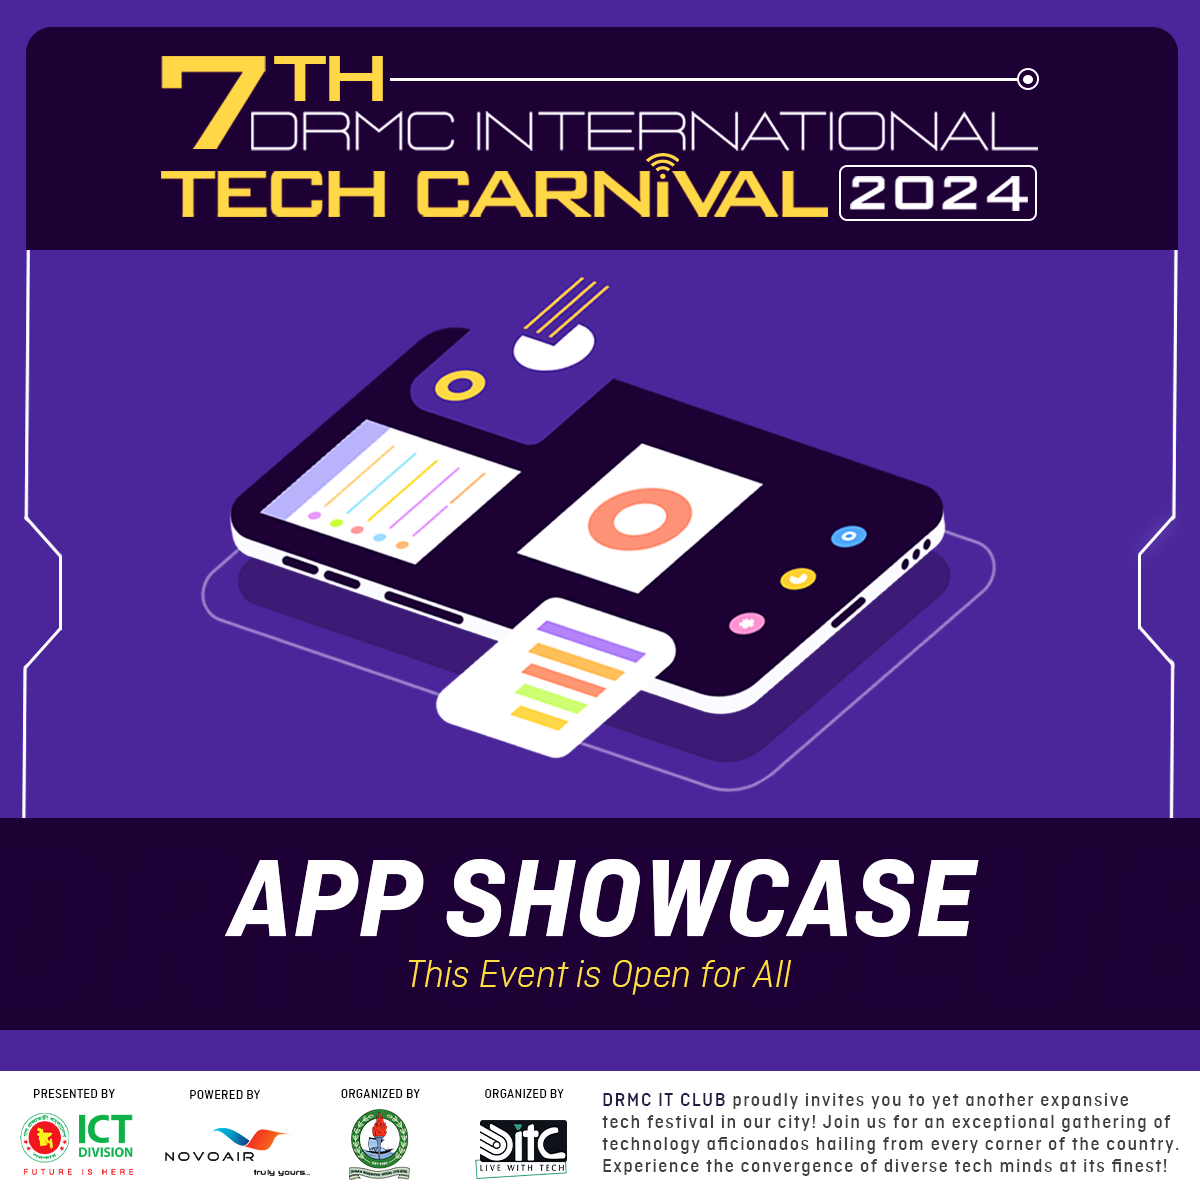 7TH
DRMC INTERNATIONAL
TECH CARNIVAL 2024
APP SHOWCASE
This Event is Open for All
PRESENTED BY
ICT
DIVISION
FUTURE IS HERE
POWERED BY
NOVOAIR
truly yours...
ORGANIZED BY
ORGANIZED BY
DITC
LIVE WITH TECH
DRMC IT CLUB proudly invites you to yet another expansive
tech festival in our city! Join us for an exceptional gathering of
technology aficionados hailing from every corner of the country.
Experience the convergence of diverse tech minds at its finest!